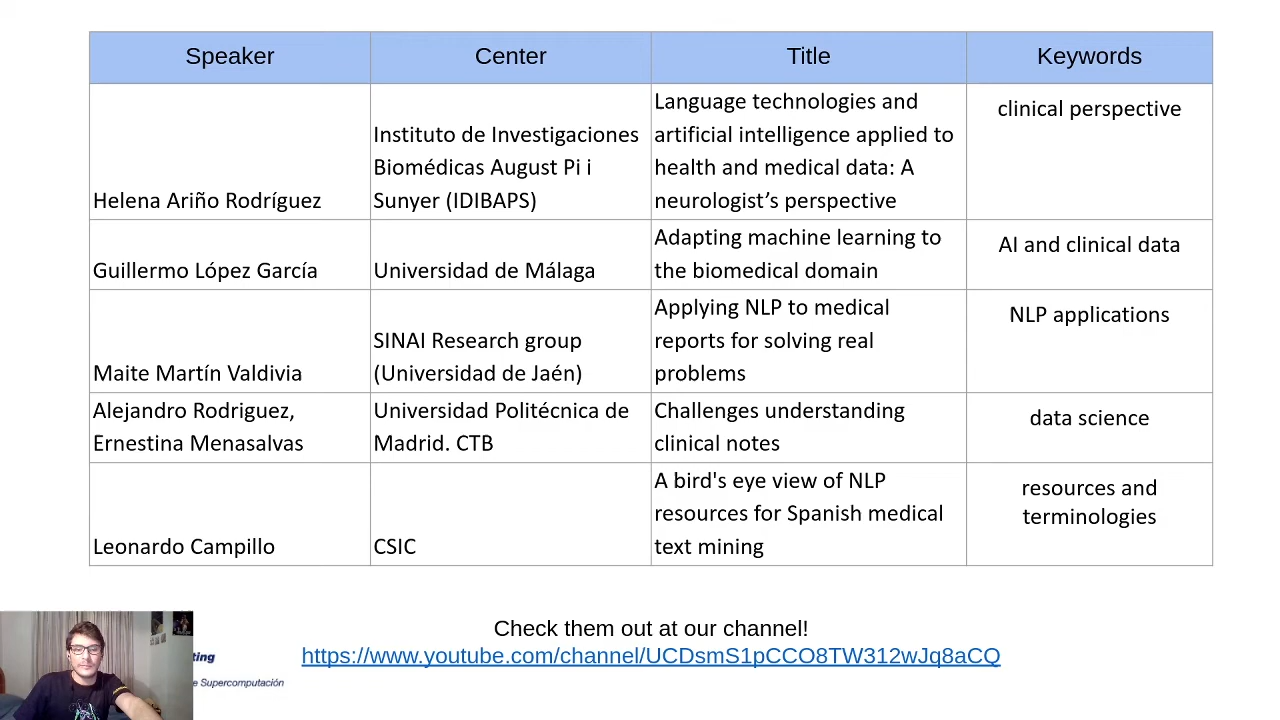 Speaker
Center
Title
Keywords
Helena Ariño Rodríguez
Instituto de Investigaciones
Biomédicas August Pi i
Sunyer (IDIBAPS)
Language technologies and
artificial intelligence applied to
health and medical data: A
neurologist’s perspective
clinical perspective
Guillermo López García
Universidad de Málaga
Adapting machine learning to
the biomedical domain
AI and clinical data
Maite Martín Valdivia
SINAI Research group
(Universidad de Jaén)
Applying NLP to medical
reports for solving real
problems
NLP applications
Alejandro Rodriguez,
Ernestina Menasalvas
Universidad Politécnica de
Madrid. CTB
Challenges understanding
clinical notes
data science
Leonardo Campillo
CSIC
A bird's eye view of NLP
resources for Spanish medical
text mining
resources and
terminologies
Check them out at our channel!
https://www.youtube.com/channel/UCDsmS1pCCO8TW312wJq8aCQ
ting
e Supercomputación